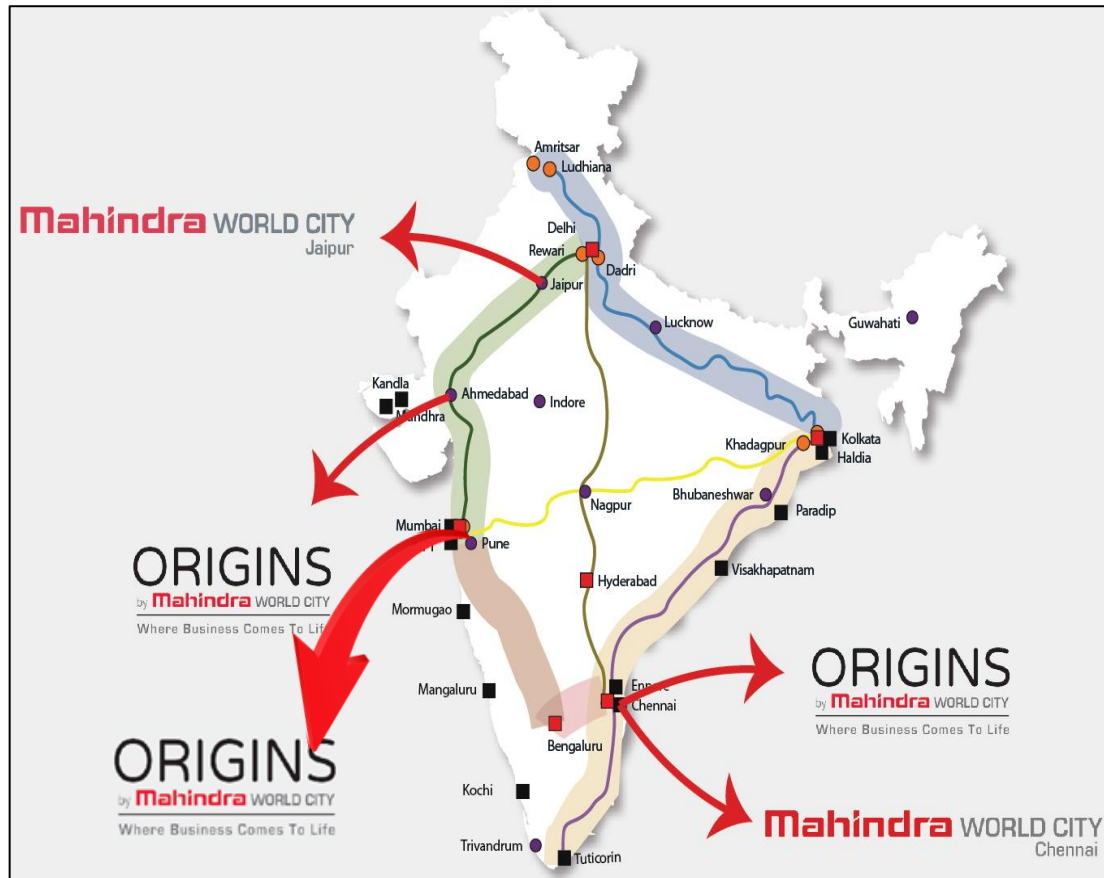 Amritsar
Ludhiana
Mahindra WORLD CITY
Jaipur
Delhi
Rewari
Dadri
Jaipur
Lucknow
Guwahati
Kandla
Mundhra
Ahmedabad
Indore
Khadagpur
Kolkata
Haldia
Nagpur
Bhubaneshwar
Paradip
Mumbai
Pune
ORIGINS
by Mahindra WORLD CITY
Where Business Comes To Life
Visakhapatnam
Hyderabad
Mormugao
Mangaluru
Ennore
Chennai
ORIGINS
by Mahindra WORLD CITY
Where Business Comes To Life
Bengaluru
ORIGINS
by Mahindra WORLD CITY
Where Business Comes To Life
Kochi
Mahindra WORLD CITY
Chennai
Trivandrum
Tuticorin